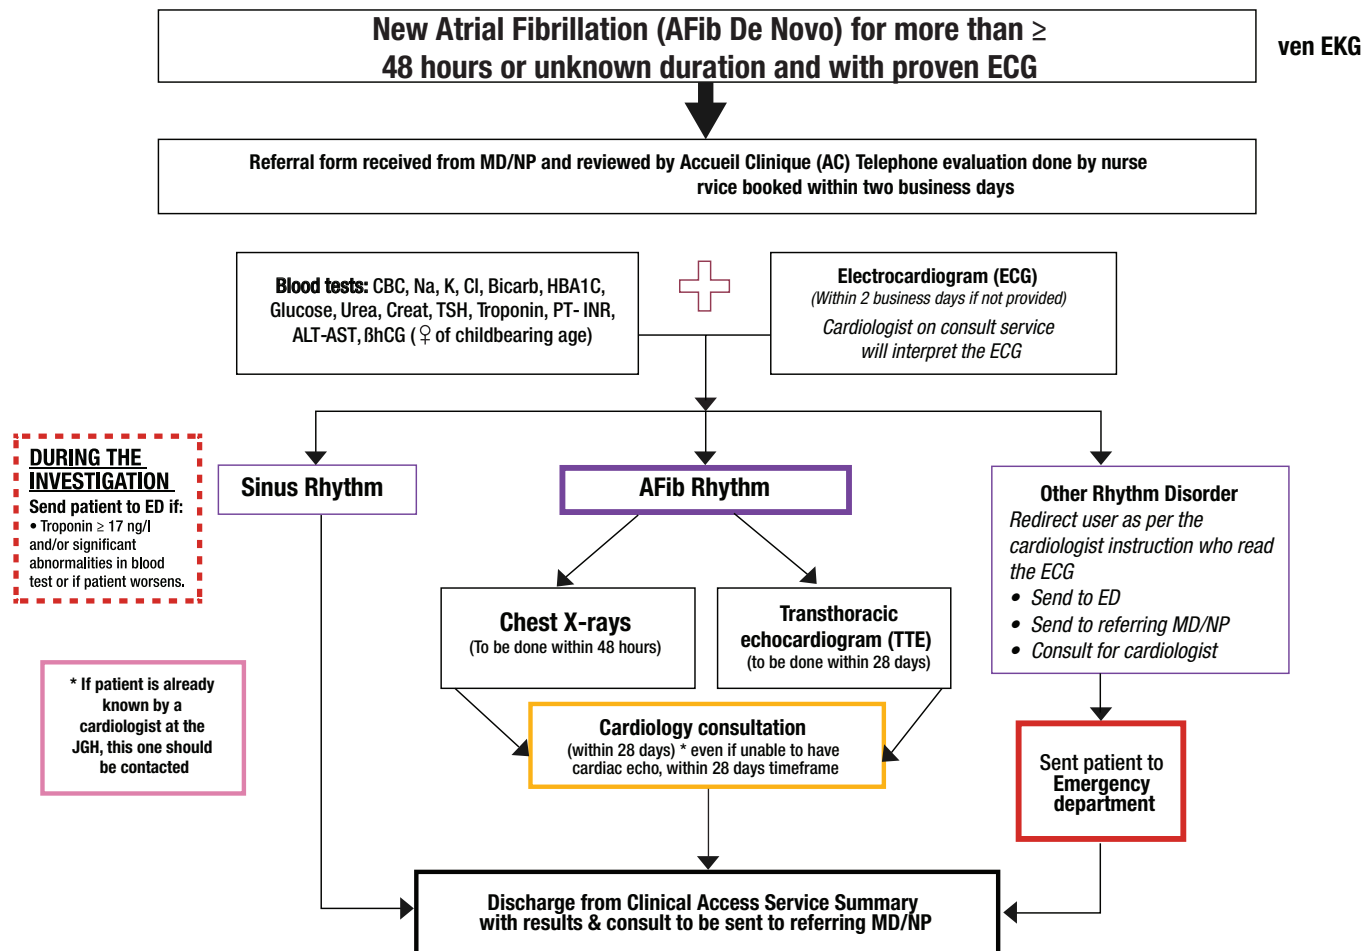 New Atrial Fibrillation (AFib De Novo) for more than ≥
48 hours or unknown duration and with proven ECG
ven EKG
Referral form received from MD/NP and reviewed by Accueil Clinique (AC) Telephone evaluation done by nurse
rvice booked within two business days
Blood tests: CBC, Na, K, Cl, Bicarb, HBA1C,
Glucose, Urea, Creat, TSH, Troponin, PT- INR,
ALT-AST, ßhCG (♀ of childbearing age)
Electrocardiogram (ECG)
(Within 2 business days if not provided)
Cardiologist on consult service
will interpret the ECG
DURING THE
INVESTIGATION
Send patient to ED if:
• Troponin ≥ 17 ng/l
and/or significant
abnormalities in blood
test or if patient worsens.
Sinus Rhythm
AFib Rhythm
Other Rhythm Disorder
Redirect user as per the
cardiologist instruction who read
the ECG
• Send to ED
• Send to referring MD/NP
• Consult for cardiologist
Chest X-rays
(To be done within 48 hours)
Transthoracic
echocardiogram (TTE)
(to be done within 28 days)
* If patient is already
known by a
cardiologist at the
JGH, this one should
be contacted
Cardiology consultation
(within 28 days) * even if unable to have
cardiac echo, within 28 days timeframe
Sent patient to
Emergency
department
Discharge from Clinical Access Service Summary
with results & consult to be sent to referring MD/NP